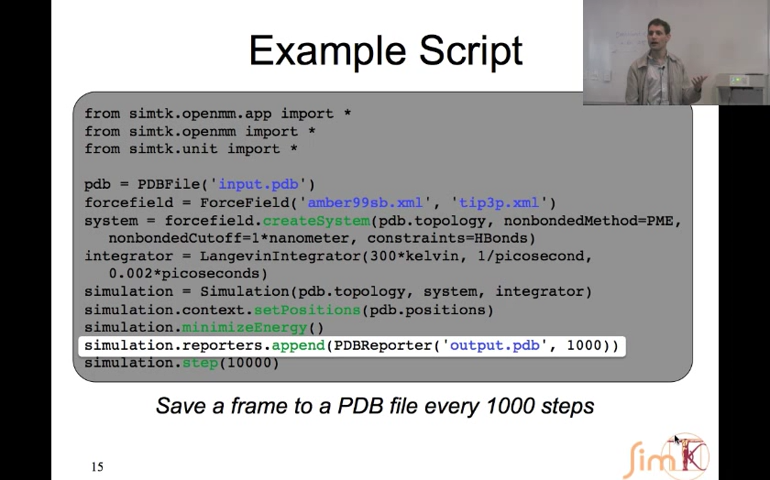 Example Script
from simtk.openmm.app import *
from simtk.openmm import *
from simtk.unit import *
pdb = PDBFile('input.pdb')
forcefield = ForceField('amber99sb.xml', 'tip3p.xml')
system = forcefield.createSystem(pdb.topology, nonbondedMethod=PME,
nonbondedCutoff=1*nanometer, constraints=HBonds)
integrator = LangevinIntegrator(300*kelvin, 1/picosecond,
0.002*picoseconds)
simulation = Simulation(pdb.topology, system, integrator)
simulation.context.setPositions(pdb.positions)
simulation.minimizeEnergy()
simulation.reporters.append(PDBReporter('output.pdb', 1000))
simulation.step(10000)
Save a frame to a PDB file every 1000 steps
15
SimTK